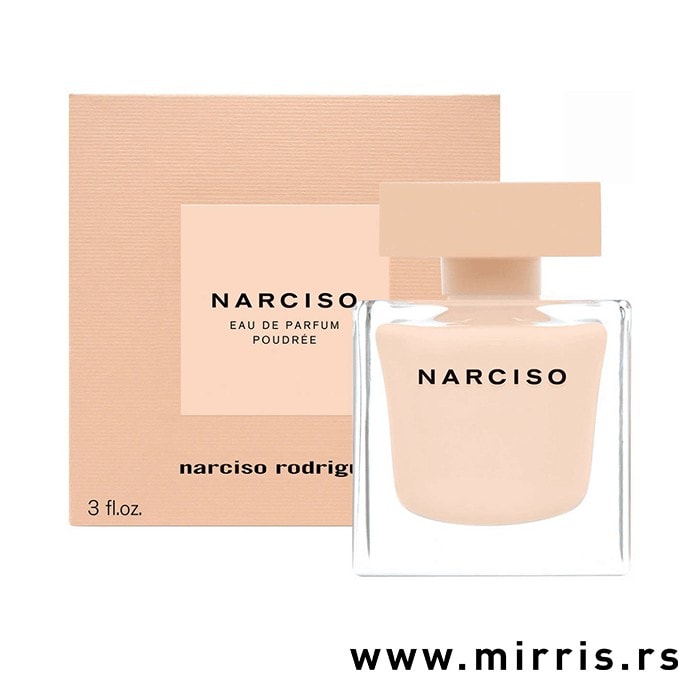 NARCISO
EAU DE PARFUM
POUDRÉE
narciso rodrigu
3 fl.oz.
NARCISO
www.mirris.rs